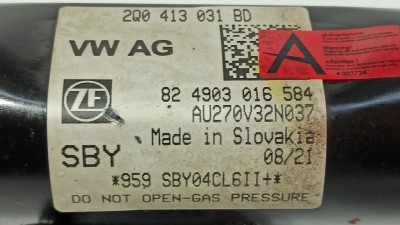 2Q0 413 031 BD
VW AG
A
ZF
82 4903 016 584
AU270V32N037
Made in Slovakia
SBY
08/21
*959 SBY04CL6II+*
DO NOT OPEN-GAS PRESSURE